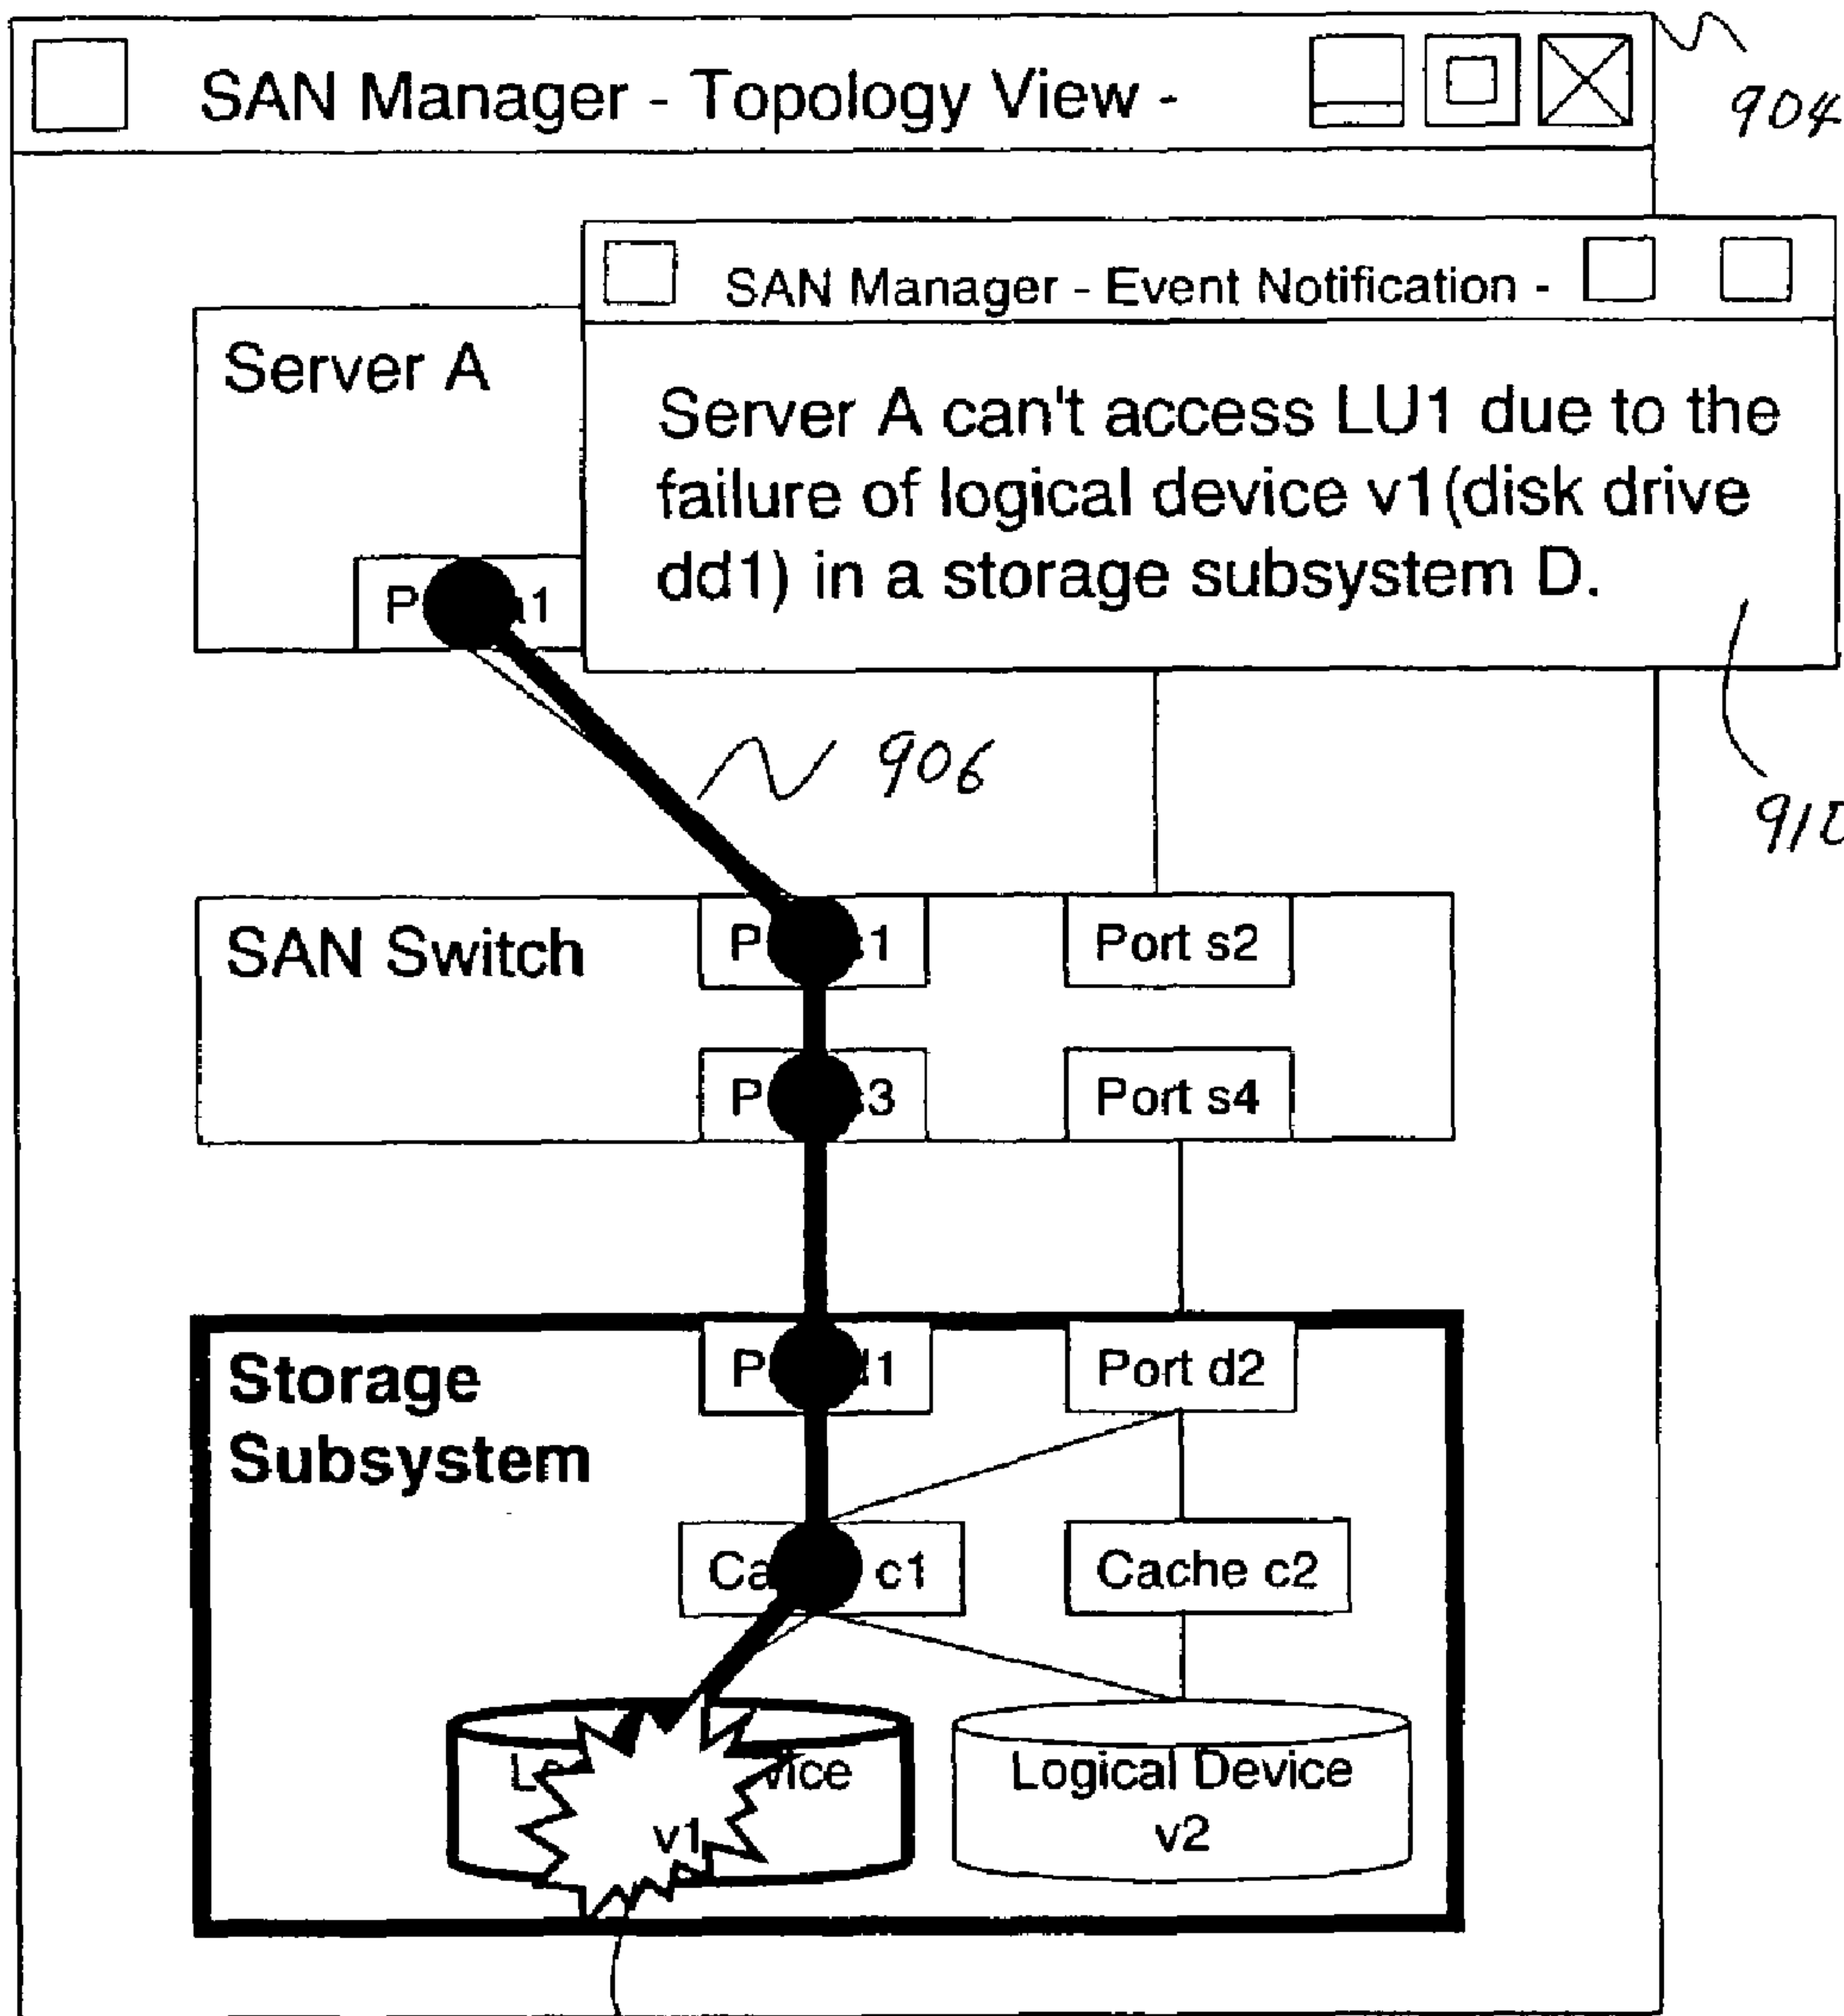 SAN Manager - Topology View -
904
SAN Manager - Event Notification -
Server A
Server A can't access LU1 due to the
failure of logical device v1(disk drive
dd1) in a storage subsystem D.
906
SAN Switch
Port s2
Port s4
Storage
Subsystem
Port d2
c1
Cache c2
v1
Logical Device
v2